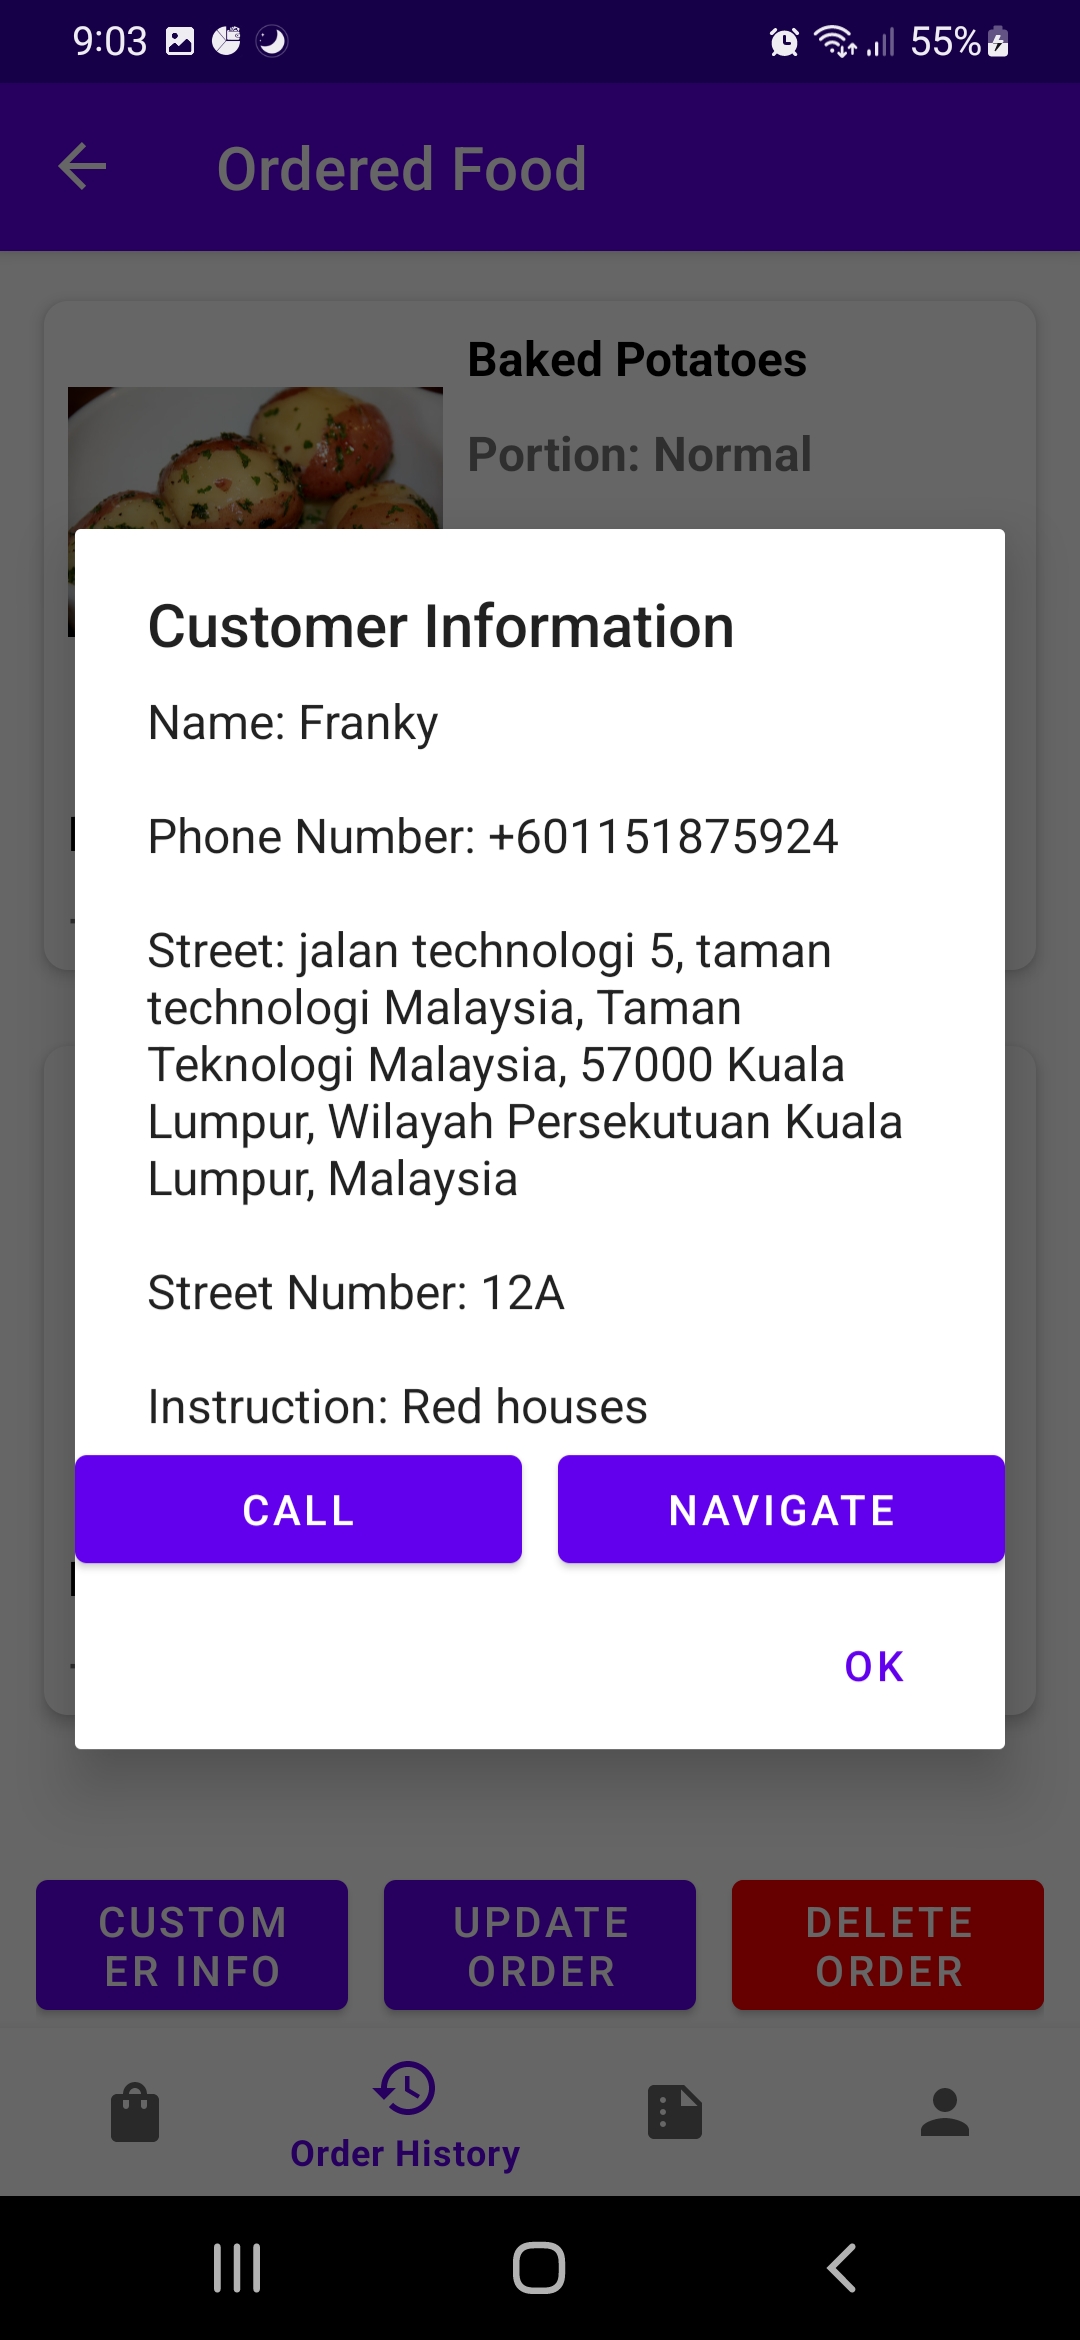 9:03
55%
Ordered Food
Baked Potatoes
Portion: Normal
Customer Information
Name: Franky
Phone Number: +601151875924
Street: jalan technologi 5, taman
technologi Malaysia, Taman
Teknologi Malaysia, 57000 Kuala
Lumpur, Wilayah Persekutuan Kuala
Lumpur, Malaysia
Street Number: 12A
Instruction: Red houses
CALL
NAVIGATE
OK
CUSTOM
ER INFO
UPDATE
ORDER
DELETE
ORDER
Order History